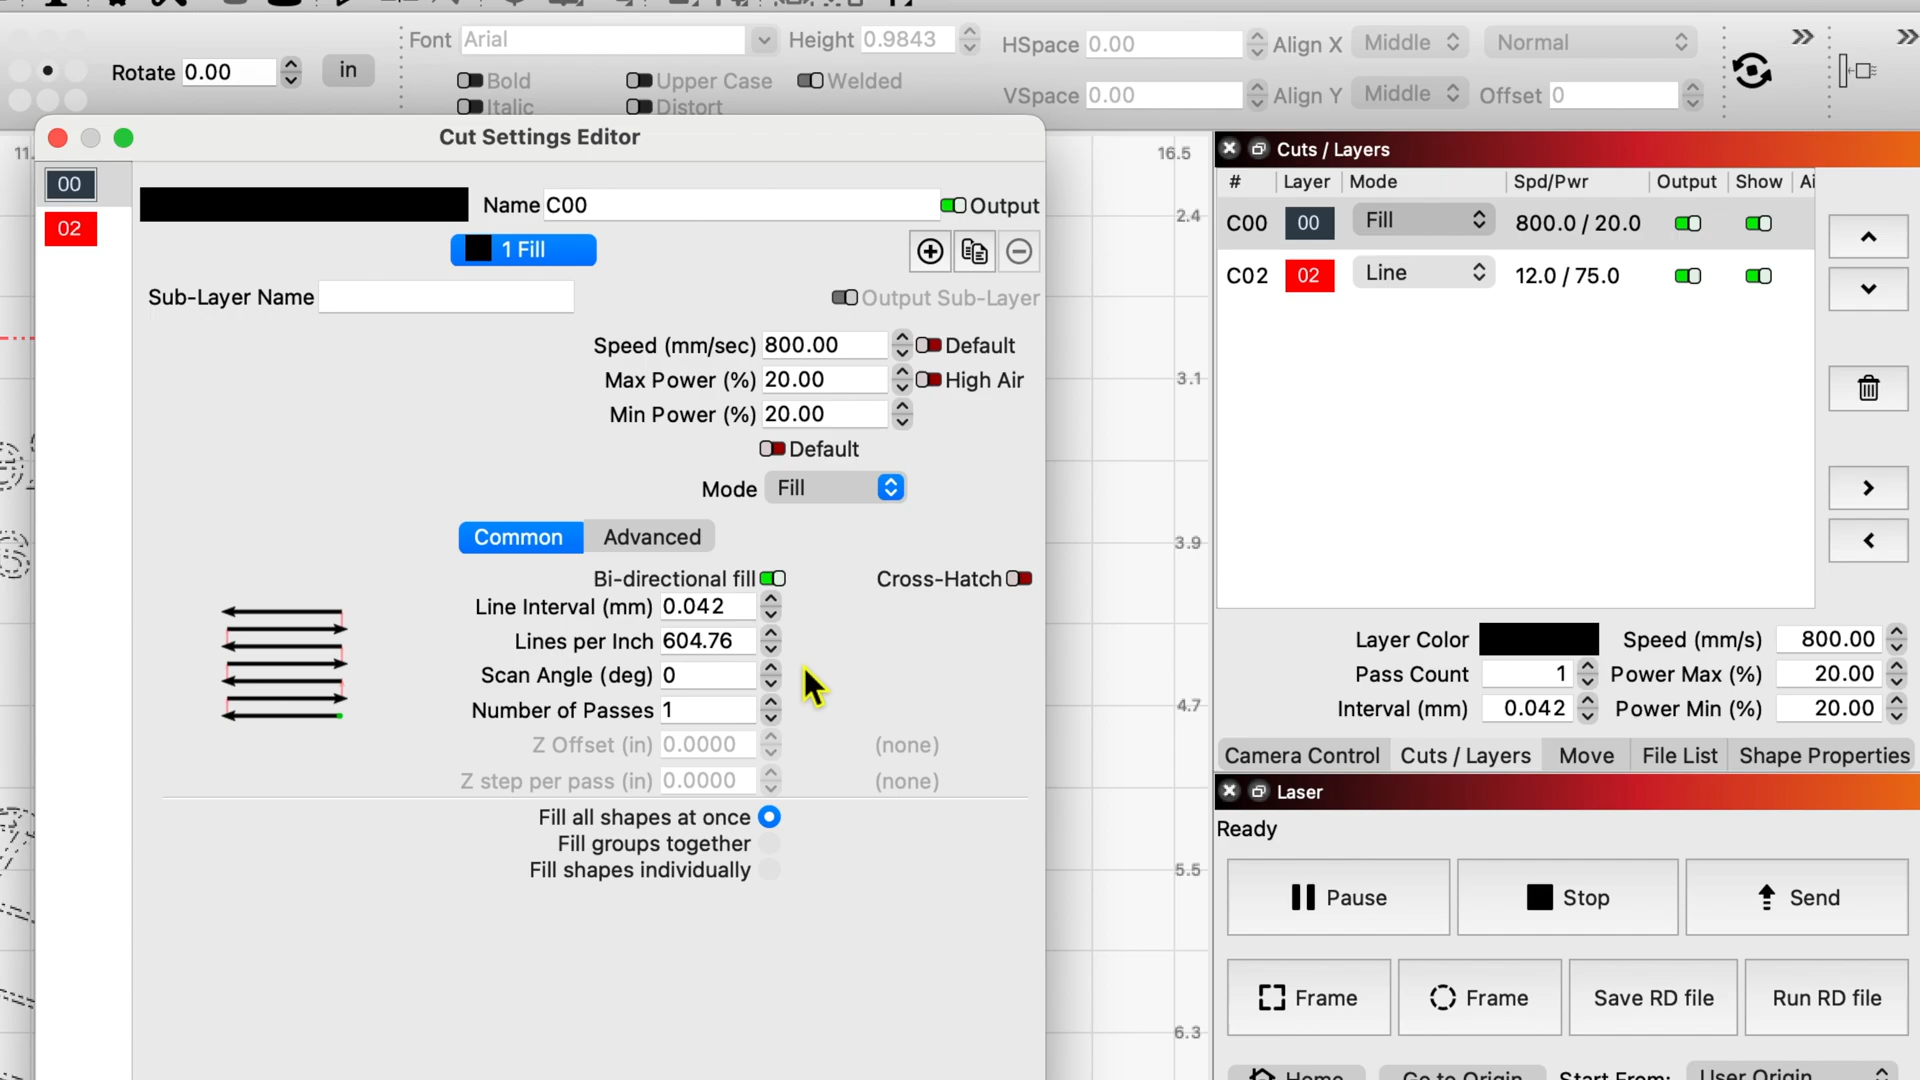 Font Arial Height 0.9843 HSpace 0.00 Align X Middle Normal
Rotate 0.00 in
Bold Upper Case Welded
VSpace 0.00 Align Y Middle Offset 0
Italic Distort
Cut Settings Editor
00
02
Name C00 Output
1 Fill
Sub-Layer Name Output Sub-Layer
Speed (mm/sec) 800.00 Default
Max Power (%) 20.00 High Air
Min Power (%) 20.00
Default
Mode Fill
Common Advanced
Bi-directional fill Cross-Hatch
Line Interval (mm) 0.042
Lines per Inch 604.76
Scan Angle (deg) 0
Number of Passes 1
Z Offset (in) 0.0000 (none)
Z step per pass (in) 0.0000 (none)
Fill all shapes at once
Fill groups together
Fill shapes individually
11.
16.5
2.4
3.1
3.9
4.7
5.5
6.3
Cuts / Layers
# Layer Mode Spd/Pwr Output Show Ai
C00 00 Fill 800.0 / 20.0
C02 02 Line 12.0 / 75.0
Layer Color Speed (mm/s) 800.00
Pass Count 1 Power Max (%) 20.00
Interval (mm) 0.042 Power Min (%) 20.00
Camera Control Cuts / Layers Move File List Shape Properties
Laser
Ready
Pause Stop Send
Frame Frame Save RD file Run RD file
Home Go to Origin Start From: User Origin